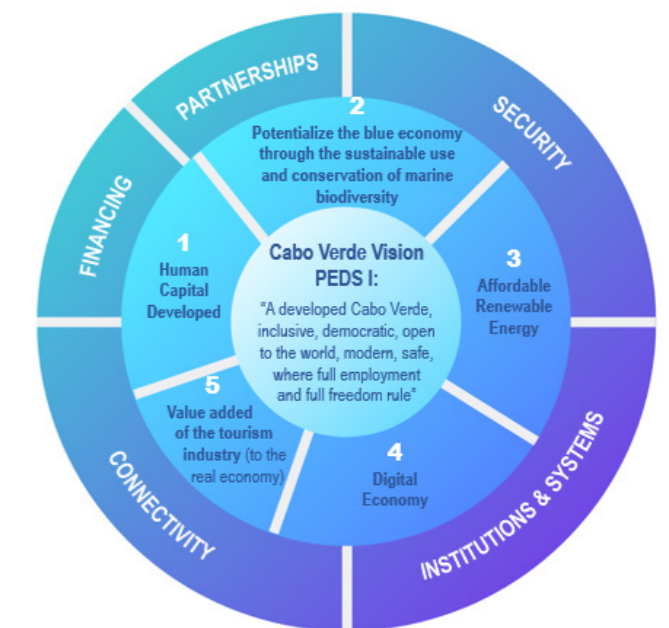 PARTNERSHIPS
SECURITY
FINANCING
CONNECTIVITY
INSTITUTIONS & SYSTEMS
Cabo Verde Vision
PEDS I:
"A developed Cabo Verde,
inclusive, democratic, open
to the world, modern, safe,
where full employment
and full freedom rule"
1
Human
Capital
Developed
2
Potentialize the blue economy
through the sustainable use
and conservation of marine
biodiversity
3
Affordable
Renewable
Energy
4
Digital
Economy
5
Value added
of the tourism
industry (to the
real economy)